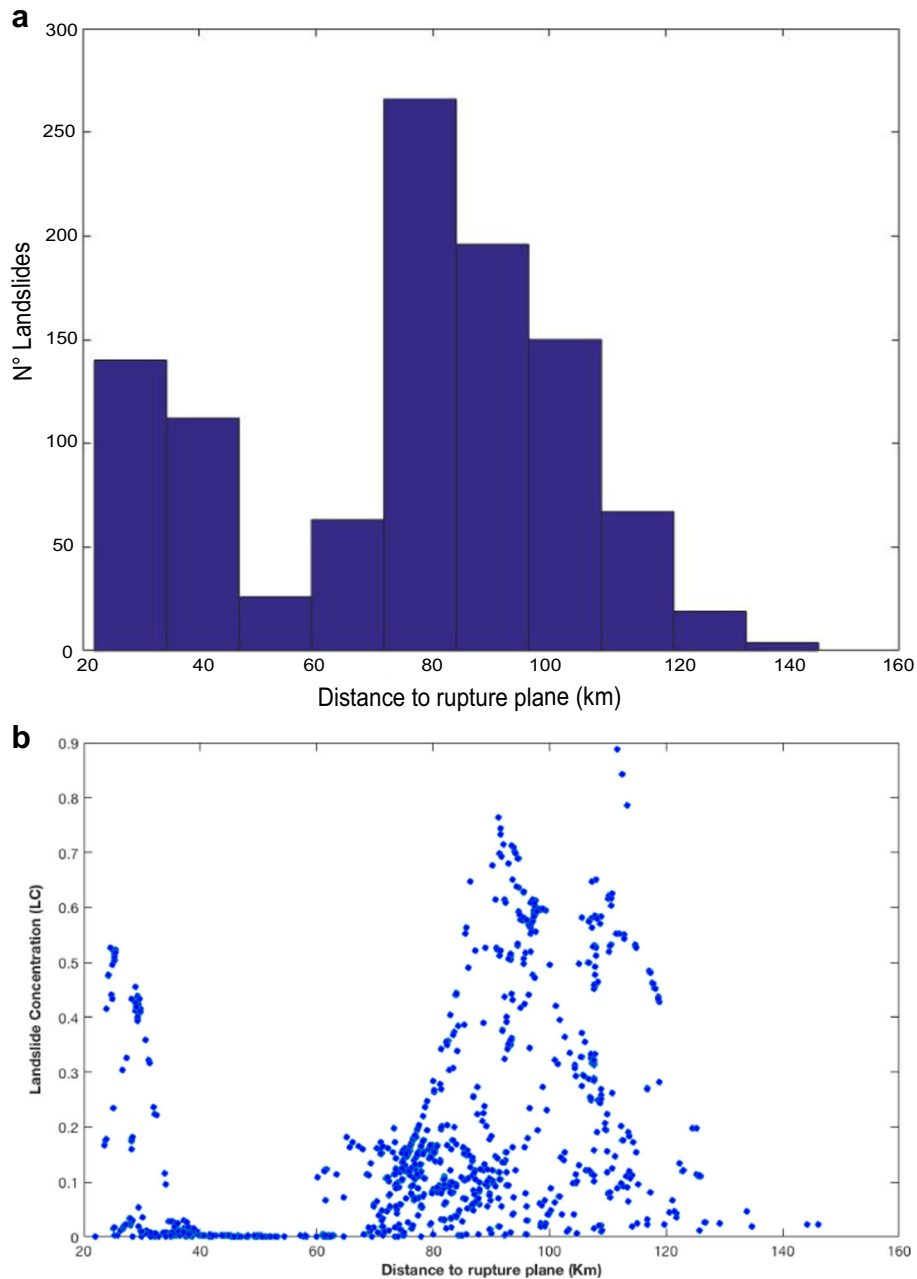 a
300
250
200
150
100
50
0
N° Landslides
20 40 60 80 100 120 140 160
Distance to rupture plane (km)
b
0.9
0.8
0.7
0.6
0.5
0.4
0.3
0.2
0.1
0
Landslide Concentration (LC)
20 40 60 80 100 120 140 160
Distance to rupture plane (Km)